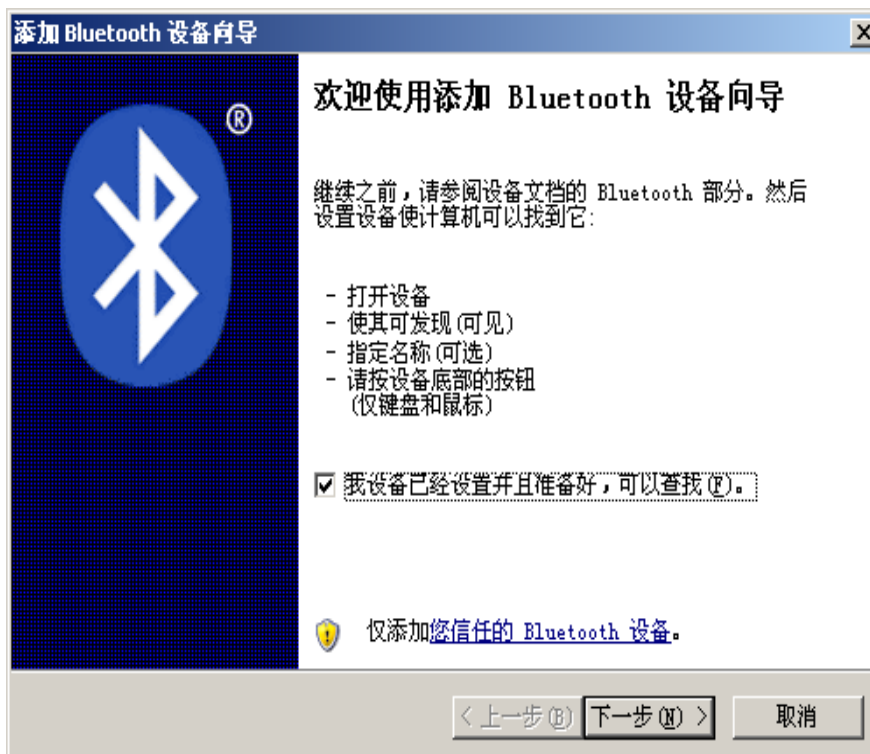 添加 Bluetooth 设备向导
®
欢迎使用添加 Bluetooth 设备向导
继续之前，请参阅设备文档的 Bluetooth 部分。然后
设置设备使计算机可以找到它:
- 打开设备
- 使其可发现(可见)
- 指定名称(可选)
- 请按设备底部的按钮
(仅键盘和鼠标)
我设备已经设置并且准备好，可以查找(F)。
仅添加您信任的 Bluetooth 设备。
< 上一步(B) 下一步(N) > 取消